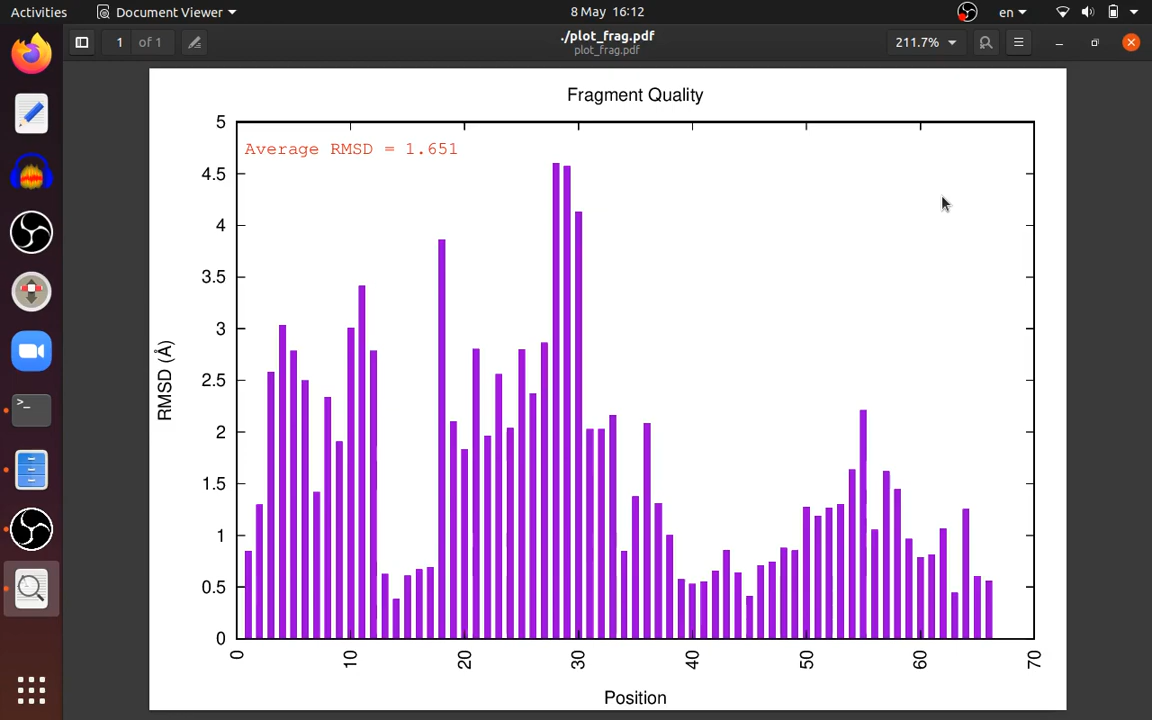 Activities
Document Viewer
8 May 16:12
en
1 of 1
./plot_frag.pdf
plot_frag.pdf
211.7%
Fragment Quality
Average RMSD = 1.651
RMSD (Å)
5
4.5
4
3.5
3
2.5
2
1.5
1
0.5
0
0 10 20 30 40 50 60 70
Position